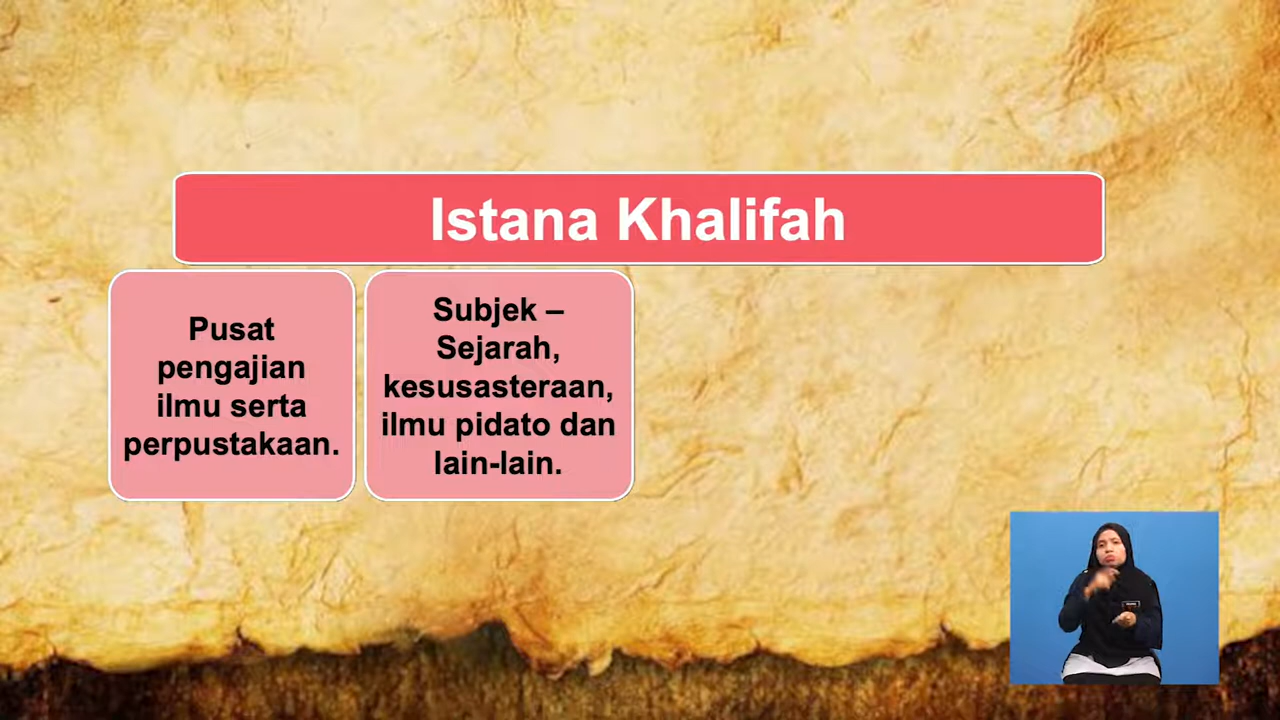 Istana Khalifah
Pusat
pengajian
ilmu serta
perpustakaan.
Subjek –
Sejarah,
kesusasteraan,
ilmu pidato dan
lain-lain.